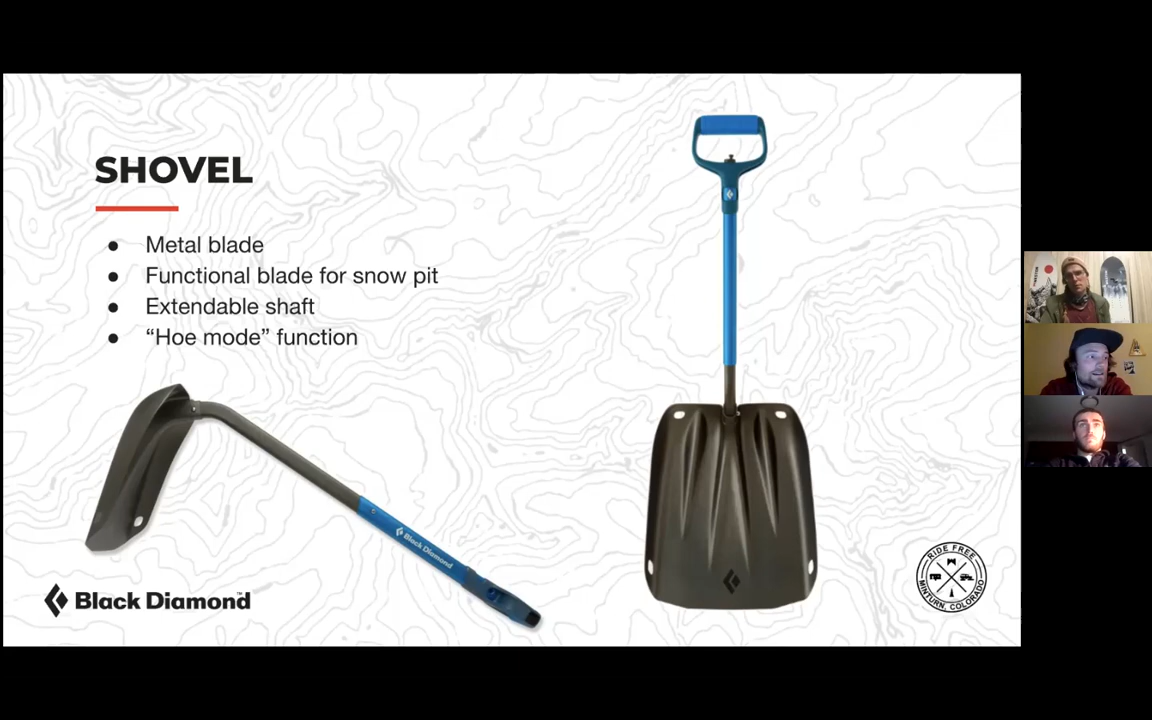 SHOVEL
● Metal blade
● Functional blade for snow pit
● Extendable shaft
● “Hoe mode” function
Black Diamond
Black Diamond
RIDE FREE
MINTURN, COLORADO